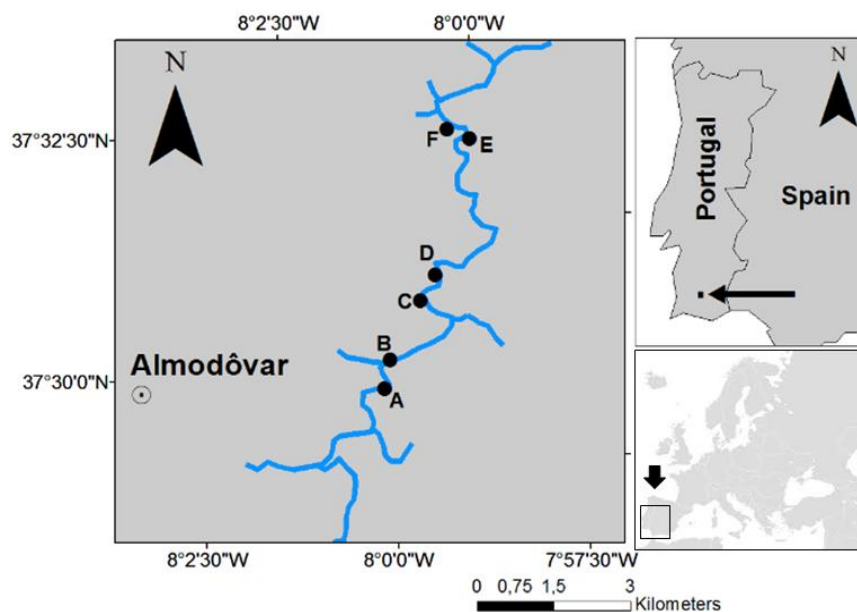 8°2'30"W 8°0'0"W
N
N
37°32'30"N
F
E
Portugal
Spain
D
C
B
Almodôvar
37°30'0"N
A
8°2'30"W 8°0'0"W 7°57'30"W
0 0,75 1,5 3
Kilometers